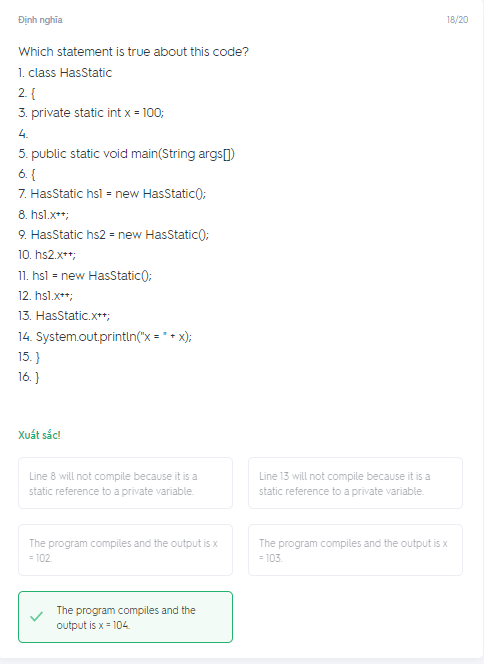 Định nghĩa
18/20
Which statement is true about this code?
1. class HasStatic
2. {
3. private static int x = 100;
4.
5. public static void main(String args[])
6. {
7. HasStatic hs1 = new HasStatic();
8. hs1.x++;
9. HasStatic hs2 = new HasStatic();
10. hs2.x++;
11. hs1 = new HasStatic();
12. hs1.x++;
13. HasStatic.x++;
14. System.out.println("x = " + x);
15. }
16. }
Xuất sắc!
Line 8 will not compile because it is a
static reference to a private variable.
Line 13 will not compile because it is a
static reference to a private variable.
The program compiles and the output is x
= 102.
The program compiles and the output is x
= 103.
The program compiles and the
output is x = 104.